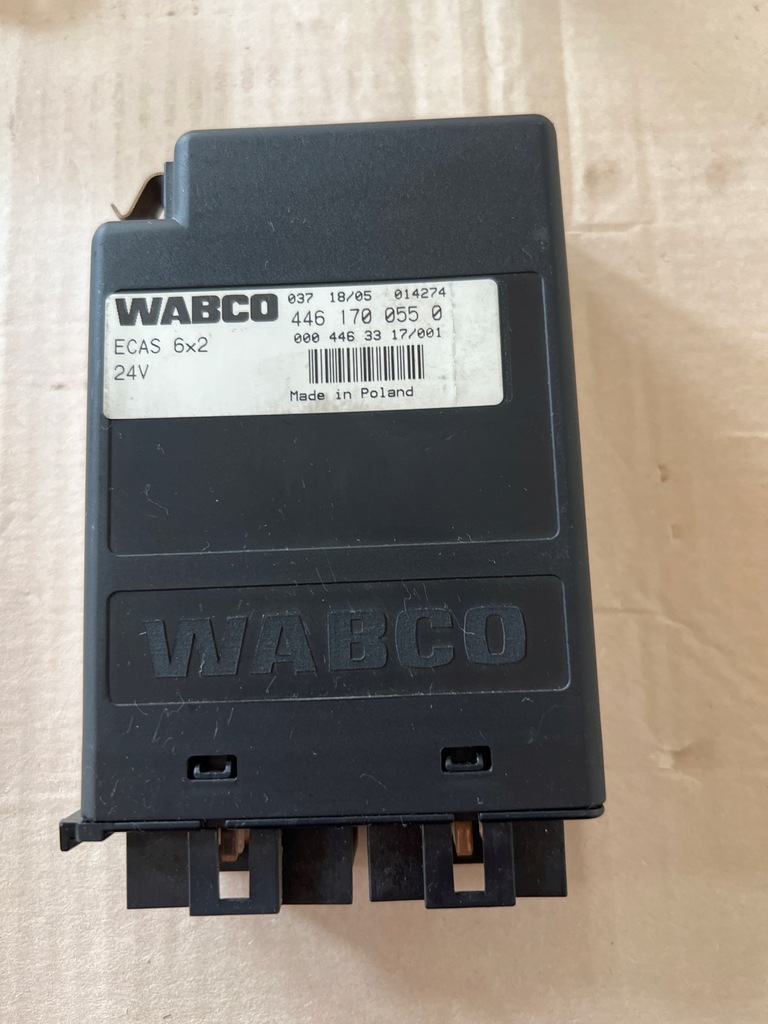 WABCO 037 18/05 014274
446 170 055 0
000 446 33 17/001
ECAS 6x2
24V
Made in Poland
WABCO